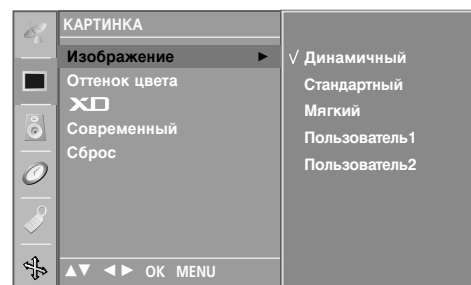 КАРТИНКА
Изображение ►
Оттенок цвета
XD
Современный
Сброс
▲▼ ◄► OK MENU
√ Динамичный
Стандартный
Мягкий
Пользователь1
Пользователь2